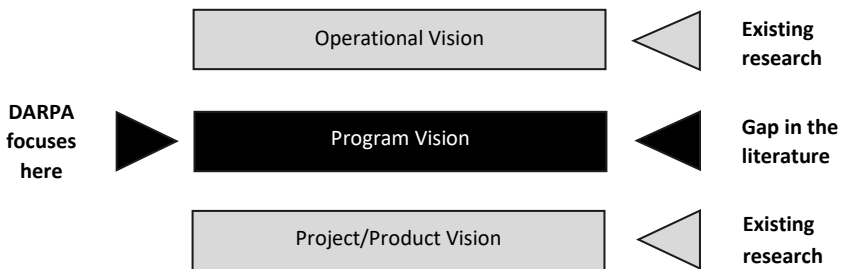 Operational Vision
Existing
research
DARPA
focuses
here
Program Vision
Gap in the
literature
Project/Product Vision
Existing
research